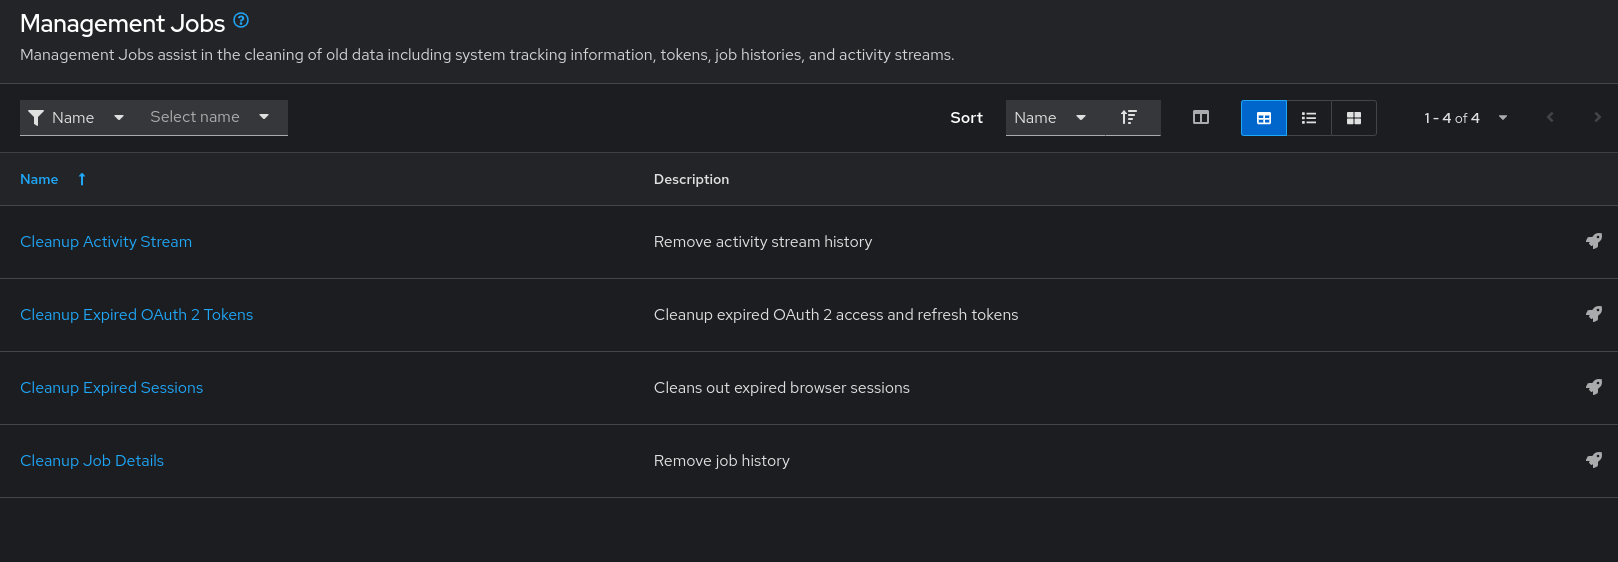 Management Jobs
Management Jobs assist in the cleaning of old data including system tracking information, tokens, job histories, and activity streams.
Name Select name Sort Name 1 - 4 of 4
Name Description
Cleanup Activity Stream Remove activity stream history
Cleanup Expired OAuth 2 Tokens Cleanup expired OAuth 2 access and refresh tokens
Cleanup Expired Sessions Cleans out expired browser sessions
Cleanup Job Details Remove job history